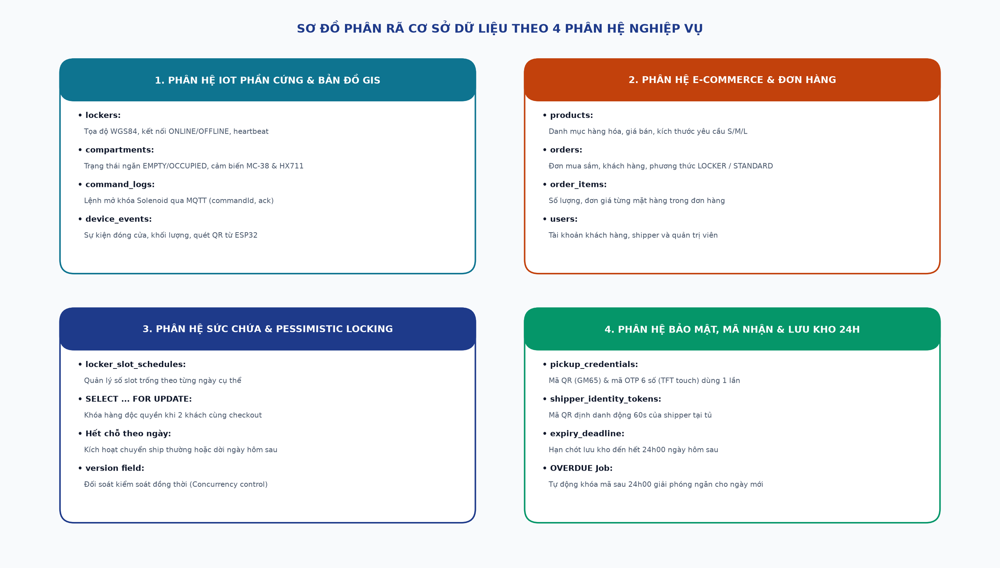 SƠ ĐỒ PHÂN RÃ CƠ SỞ DỮ LIỆU THEO 4 PHÂN HỆ NGHIỆP VỤ
1. PHÂN HỆ IOT PHẦN CỨNG & BẢN ĐỒ GIS
• lockers:
Tọa độ WGS84, kết nối ONLINE/OFFLINE, heartbeat
• compartments:
Trạng thái ngăn EMPTY/OCCUPIED, cảm biến MC-38 & HX711
• command_logs:
Lệnh mở khóa Solenoid qua MQTT (commandId, ack)
• device_events:
Sự kiện đóng cửa, khối lượng, quét QR từ ESP32
2. PHÂN HỆ E-COMMERCE & ĐƠN HÀNG
• products:
Danh mục hàng hóa, giá bán, kích thước yêu cầu S/M/L
• orders:
Đơn mua sắm, khách hàng, phương thức LOCKER / STANDARD
• order_items:
Số lượng, đơn giá từng mặt hàng trong đơn hàng
• users:
Tài khoản khách hàng, shipper và quản trị viên
3. PHÂN HỆ SỨC CHỨA & PESSIMISTIC LOCKING
• locker_slot_schedules:
Quản lý số slot trống theo từng ngày cụ thể
• SELECT ... FOR UPDATE:
Khóa hàng độc quyền khi 2 khách cùng checkout
• Hết chỗ theo ngày:
Kích hoạt chuyển ship thường hoặc dời ngày hôm sau
• version field:
Đối soát kiểm soát đồng thời (Concurrency control)
4. PHÂN HỆ BẢO MẬT, MÃ NHẬN & LƯU KHO 24H
• pickup_credentials:
Mã QR (GM65) & mã OTP 6 số (TFT touch) dùng 1 lần
• shipper_identity_tokens:
Mã QR định danh động 60s của shipper tại tủ
• expiry_deadline:
Hạn chót lưu kho đến hết 24h00 ngày hôm sau
• OVERDUE Job:
Tự động khóa mã sau 24h00 giải phóng ngăn cho ngày mới